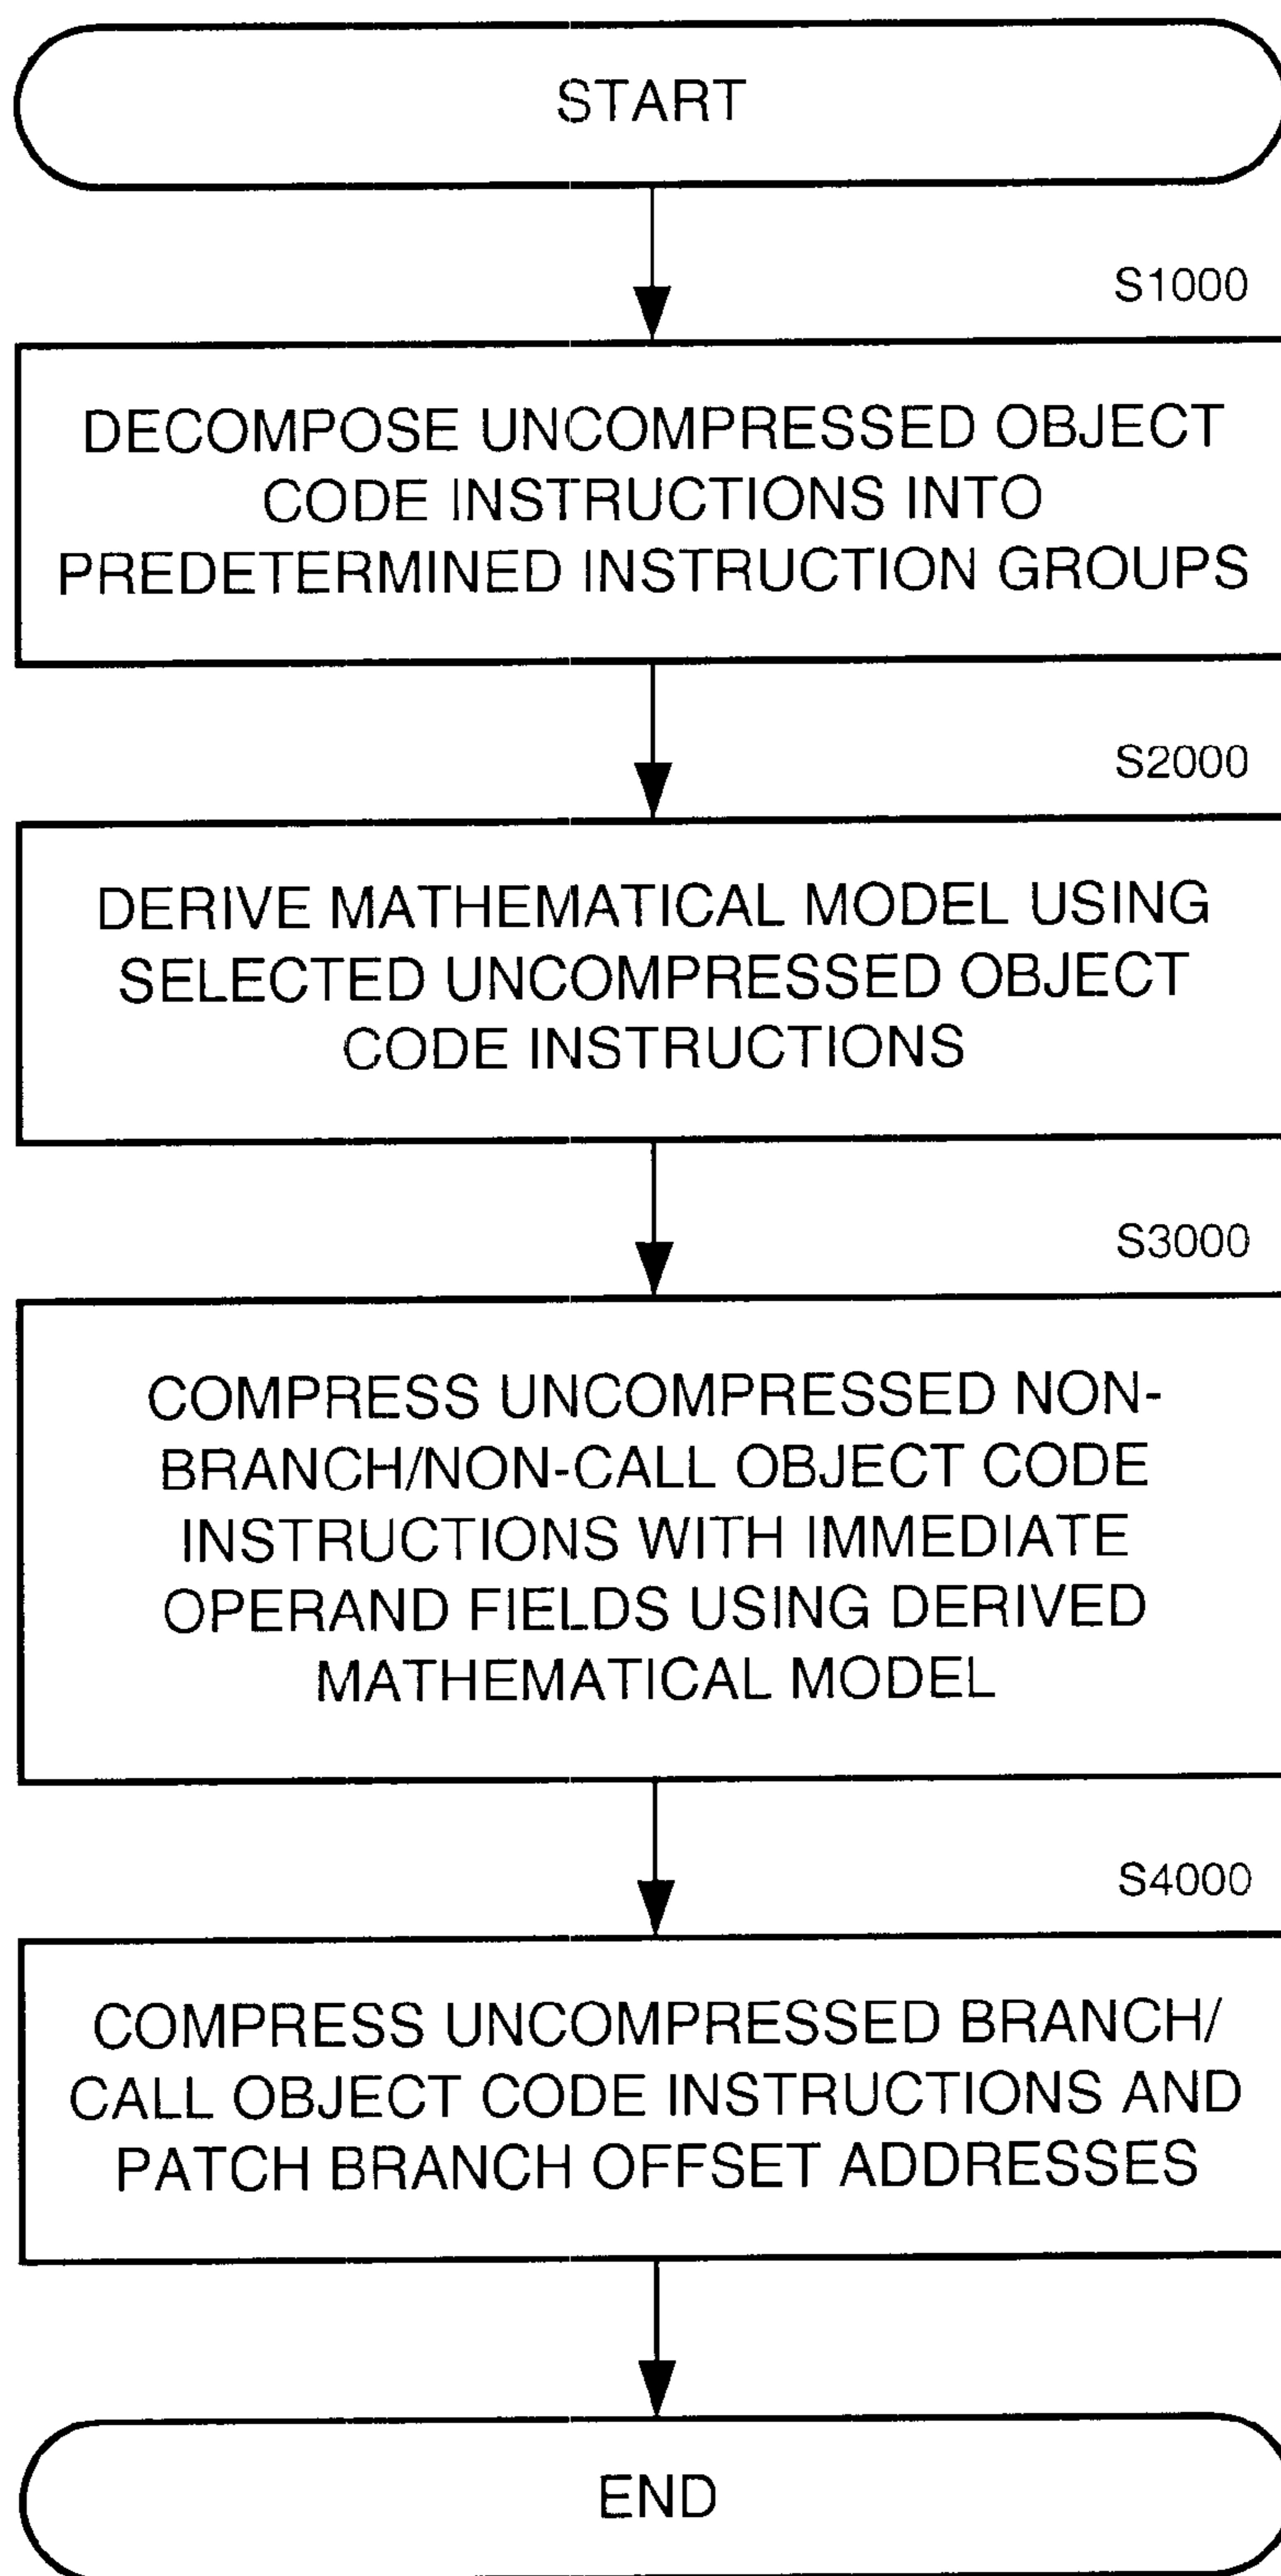 START
S1000
DECOMPOSE UNCOMPRESSED OBJECT
CODE INSTRUCTIONS INTO
PREDETERMINED INSTRUCTION GROUPS
S2000
DERIVE MATHEMATICAL MODEL USING
SELECTED UNCOMPRESSED OBJECT
CODE INSTRUCTIONS
S3000
COMPRESS UNCOMPRESSED NON-
BRANCH/NON-CALL OBJECT CODE
INSTRUCTIONS WITH IMMEDIATE
OPERAND FIELDS USING DERIVED
MATHEMATICAL MODEL
S4000
COMPRESS UNCOMPRESSED BRANCH/
CALL OBJECT CODE INSTRUCTIONS AND
PATCH BRANCH OFFSET ADDRESSES
END